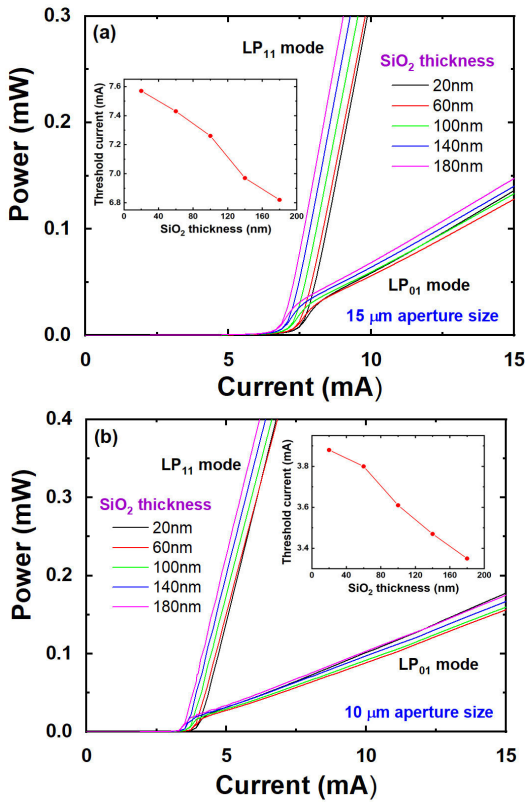 (a)
LP11 mode
SiO2 thickness
20nm
60nm
100nm
140nm
180nm
Power (mW)
0.3
0.2
0.1
0.0
Threshold current (mA)
7.6
7.4
7.2
7.0
6.8
0 40 80 120 160 200
SiO2 thickness (nm)
LP01 mode
15 μm aperture size
0 5 10 15
Current (mA)
(b)
LP11 mode
SiO2 thickness
20nm
60nm
100nm
140nm
180nm
Power (mW)
0.4
0.3
0.2
0.1
0.0
Threshold current (mA)
3.8
3.6
3.4
0 40 80 120 160 200
SiO2 thickness (nm)
LP01 mode
10 μm aperture size
0 5 10 15
Current (mA)